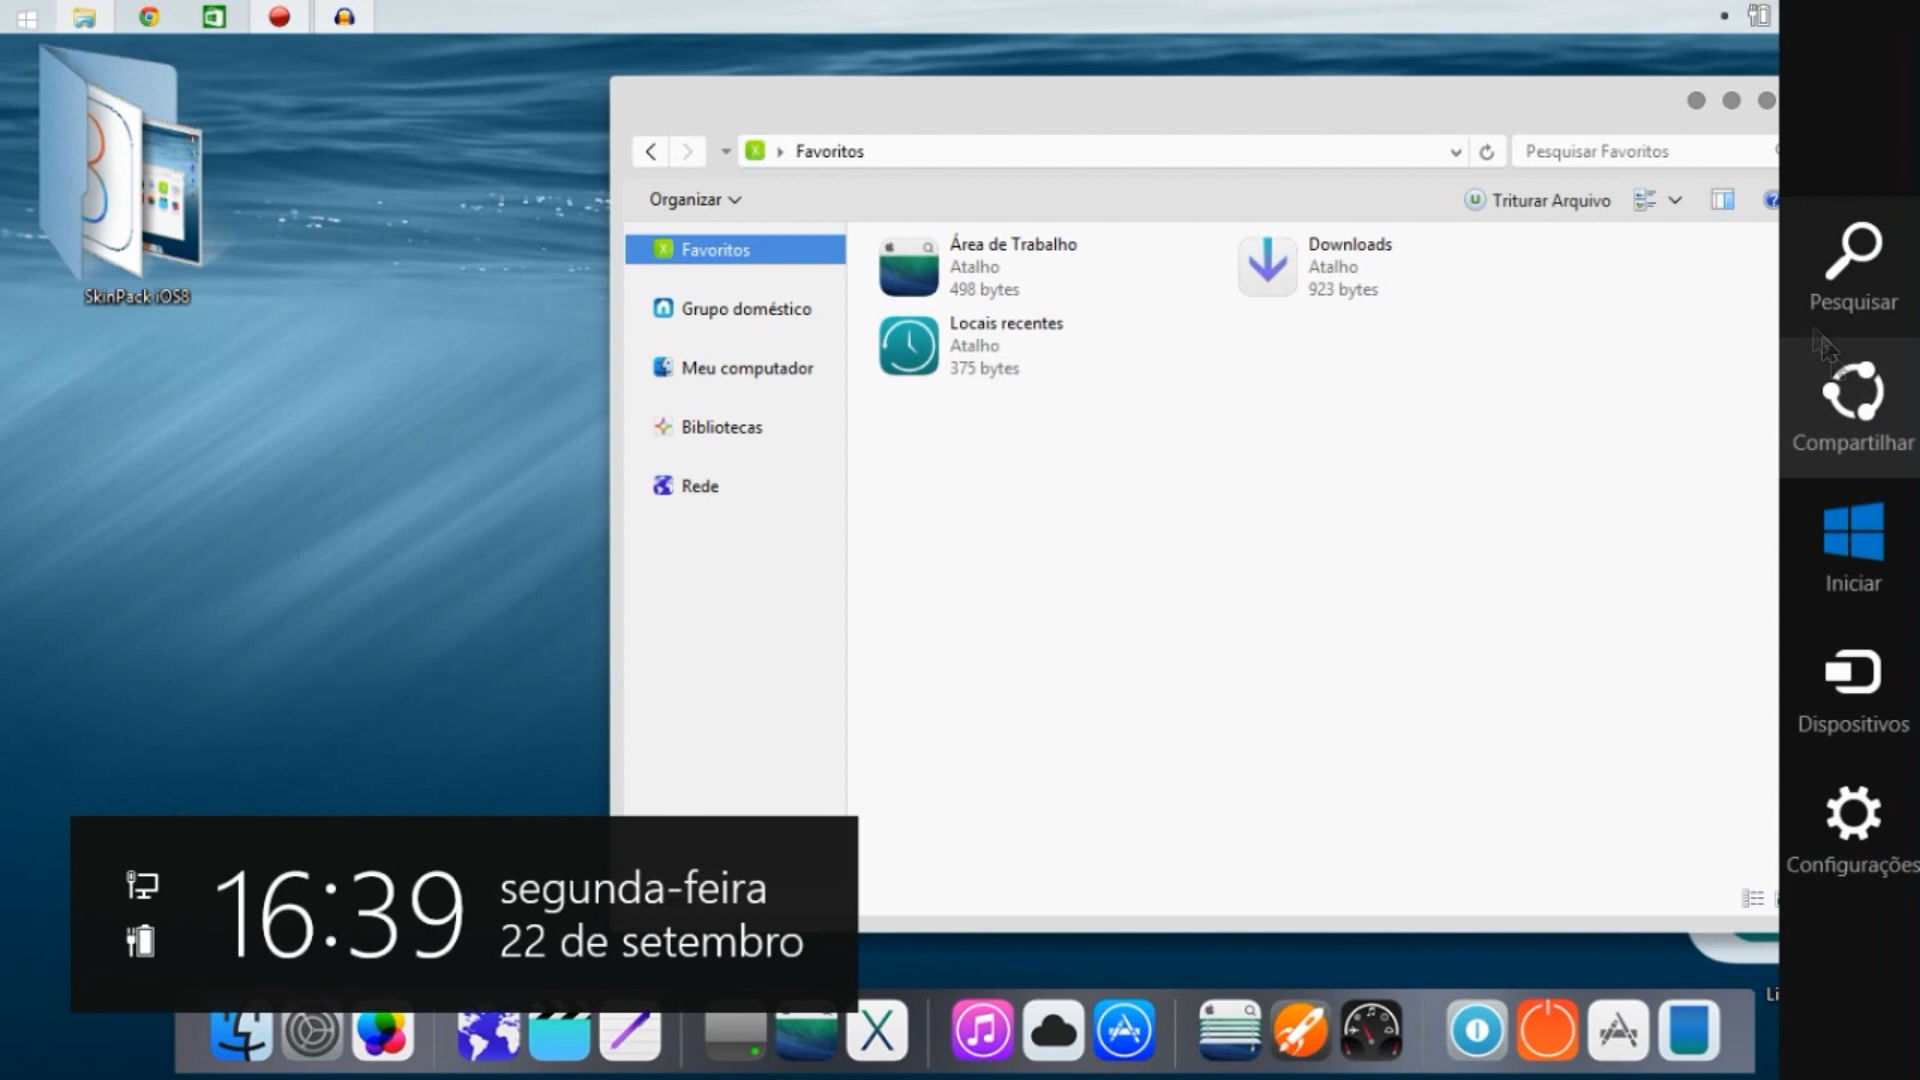 SkinPack iOS8
Favoritos
Pesquisar Favoritos
Organizar
Triturar Arquivo
Favoritos
Grupo doméstico
Meu computador
Bibliotecas
Rede
Área de Trabalho
Atalho
498 bytes
Downloads
Atalho
923 bytes
Locais recentes
Atalho
375 bytes
Pesquisar
Compartilhar
Iniciar
Dispositivos
Configurações
16:39
segunda-feira
22 de setembro
Li